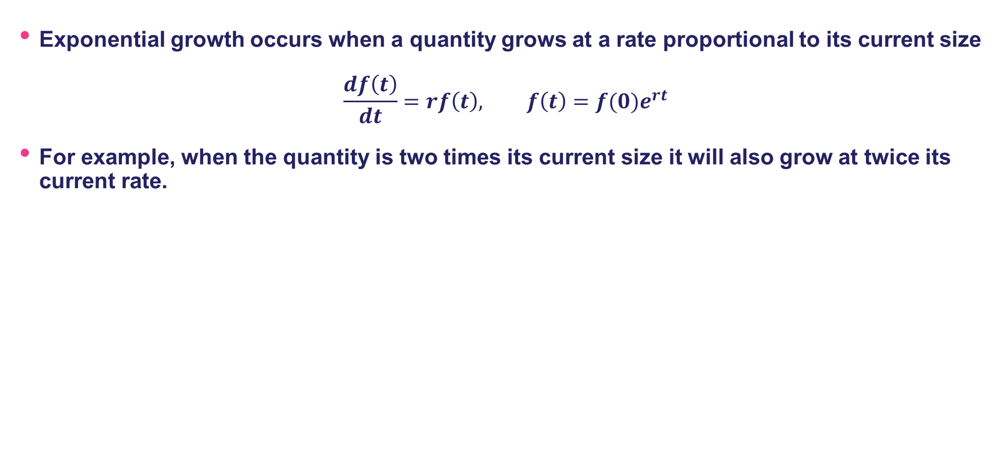 • Exponential growth occurs when a quantity grows at a rate proportional to its current size
df(t)/dt = rf(t),   f(t) = f(0)e^{rt}
• For example, when the quantity is two times its current size it will also grow at twice its
current rate.